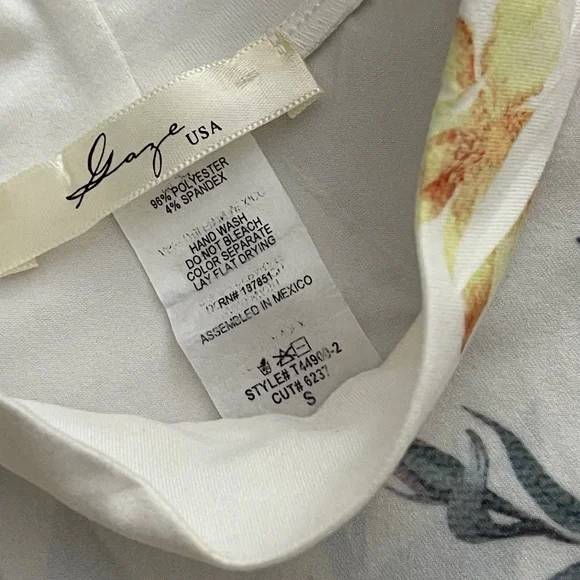 Gaze USA
96% POLYESTER
4% SPANDEX
HAND WASH
DO NOT BLEACH
COLOR SEPARATE
LAY FLAT DRYING
ASSEMBLED IN MEXICO
STYLE# T44900-2
CUT# 6237
S